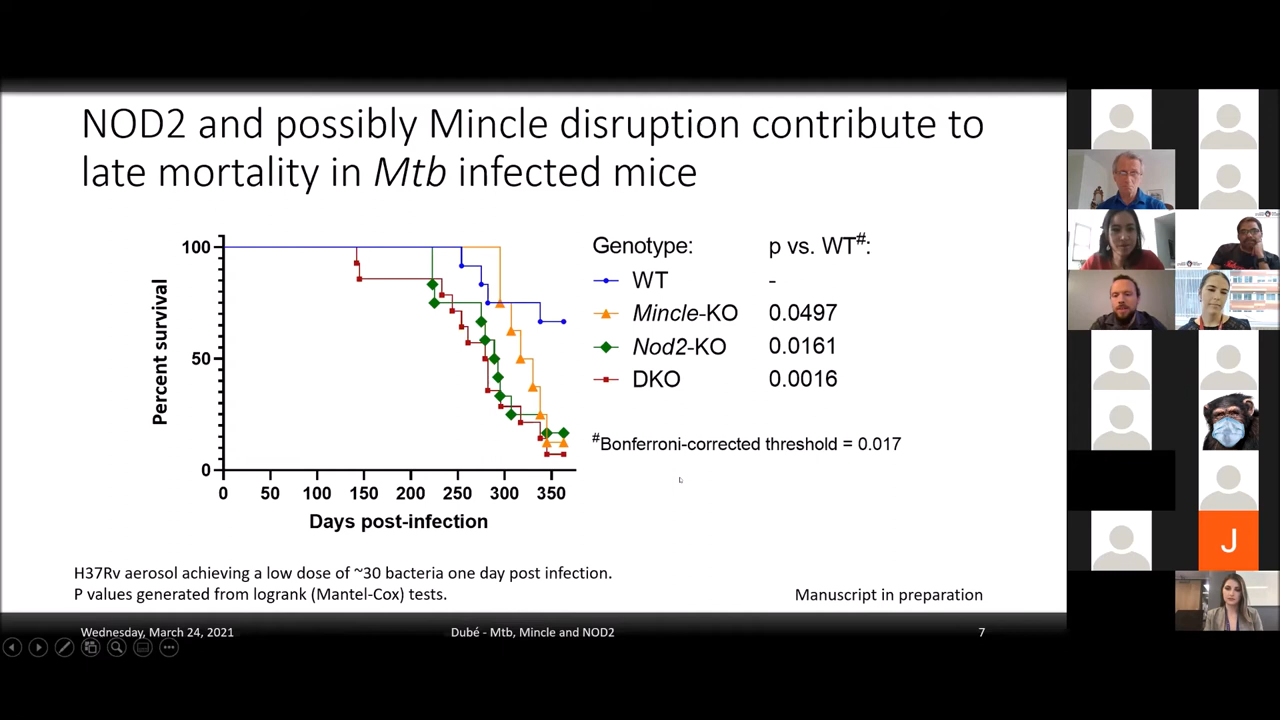 NOD2 and possibly Mincle disruption contribute to
late mortality in Mtb infected mice
Percent survival
100
50
0
0 50 100 150 200 250 300 350
Days post-infection
Genotype: p vs. WT#:
WT -
Mincle-KO 0.0497
Nod2-KO 0.0161
DKO 0.0016
#Bonferroni-corrected threshold = 0.017
H37Rv aerosol achieving a low dose of ~30 bacteria one day post infection.
P values generated from logrank (Mantel-Cox) tests.
Manuscript in preparation
Wednesday, March 24, 2021 Dubé - Mtb, Mincle and NOD2 7
J